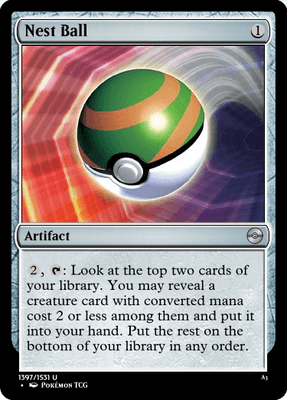 Nest Ball 1
Artifact
2, : Look at the top two cards of
your library. You may reveal a
creature card with converted mana
cost 2 or less among them and put it
into your hand. Put the rest on the
bottom of your library in any order.
1397/1531 U
• Pokémon TCG
A1